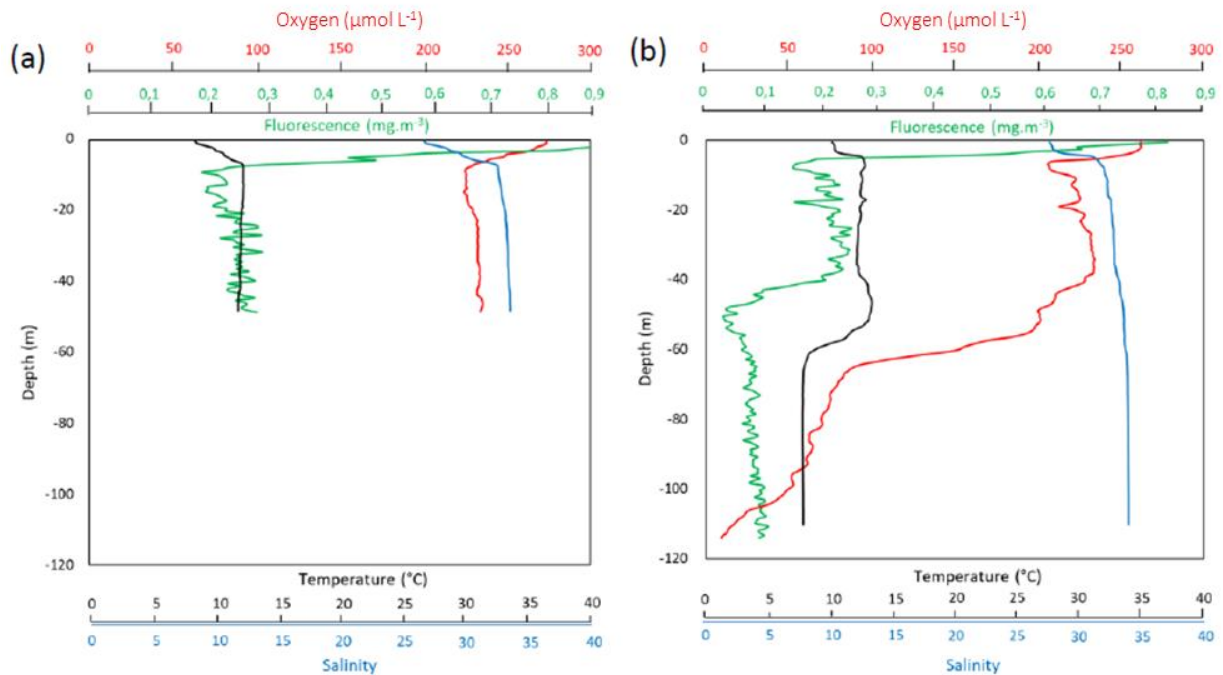 (a)
Oxygen (µmol L⁻¹)
0 50 100 200 250 300
0 0,1 0,2 0,3 0,4 0,5 0,6 0,7 0,8 0,9
Fluorescence (mg.m⁻³)
0
-20
-40
-60
-80
-100
-120
Depth (m)
Temperature (°C)
0 5 10 15 20 25 30 35 40
0 5 10 15 20 25 30 35 40
Salinity
(b)
Oxygen (µmol L⁻¹)
0 50 60 100 200 250 300
0 0,1 0,2 0,3 0,5 0,6 0,7 0,8 0,9
Fluorescence (mg.m⁻³)
0
-20
-40
-60
-80
-100
-120
Depth (m)
Temperature (°C)
0 5 10 15 20 25 30 35 40
0 5 10 15 20 25 30 35 40
Salinity